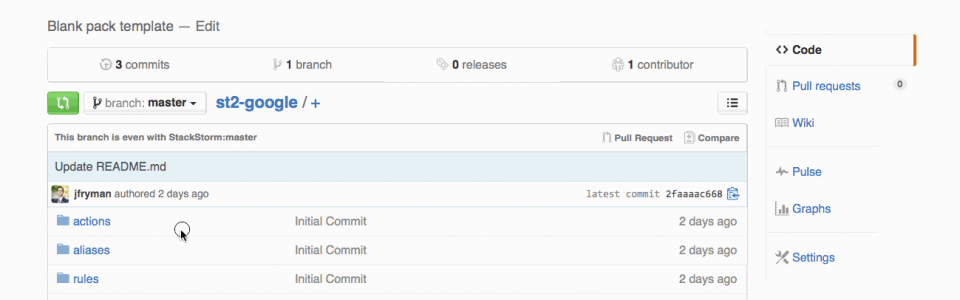 Blank pack template — Edit
3 commits 1 branch 0 releases 1 contributor
branch: master st2-google / +
This branch is even with StackStorm:master Pull Request Compare
Update README.md
jfryman authored 2 days ago latest commit 2faaaac668
actions Initial Commit 2 days ago
aliases Initial Commit 2 days ago
rules Initial Commit 2 days ago
Code
Pull requests 0
Wiki
Pulse
Graphs
Settings